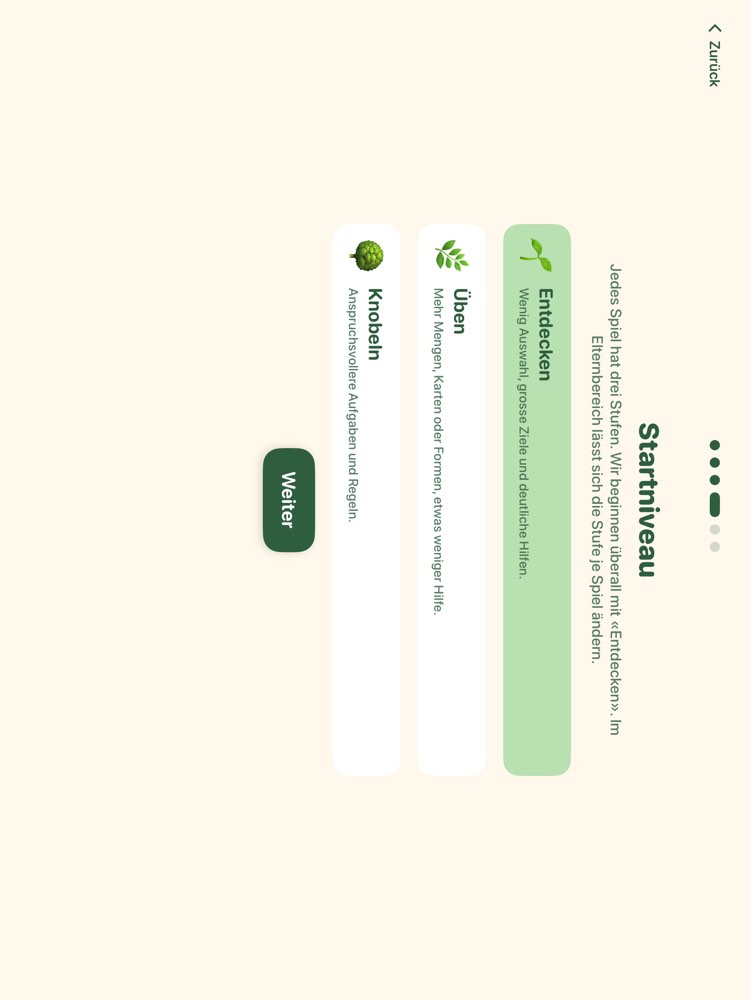 Zurück
Startniveau
Jedes Spiel hat drei Stufen. Wir beginnen überall mit «Entdecken». Im
Elternbereich lässt sich die Stufe je Spiel ändern.
Entdecken
Wenig Auswahl, grosse Ziele und deutliche Hilfen.
Üben
Mehr Mengen, Karten oder Formen, etwas weniger Hilfe.
Knobeln
Anspruchsvollere Aufgaben und Regeln.
Weiter